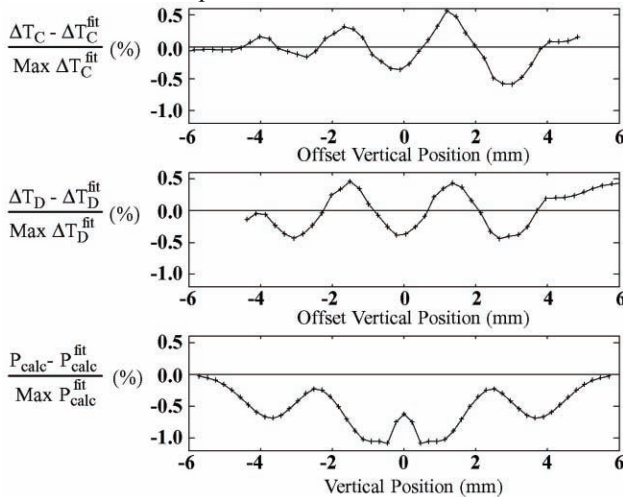 ΔT_C - ΔT_C^fit
Max ΔT_C^fit
(%)
0.5
0.0
-0.5
-1.0
-6 -4 -2 0 2 4 6
Offset Vertical Position (mm)
ΔT_D - ΔT_D^fit
Max ΔT_D^fit
(%)
0.5
0.0
-0.5
-1.0
-6 -4 -2 0 2 4 6
Offset Vertical Position (mm)
P_calc- P_calc^fit
Max P_calc^fit
(%)
0.5
0.0
-0.5
-1.0
-6 -4 -2 0 2 4 6
Vertical Position (mm)